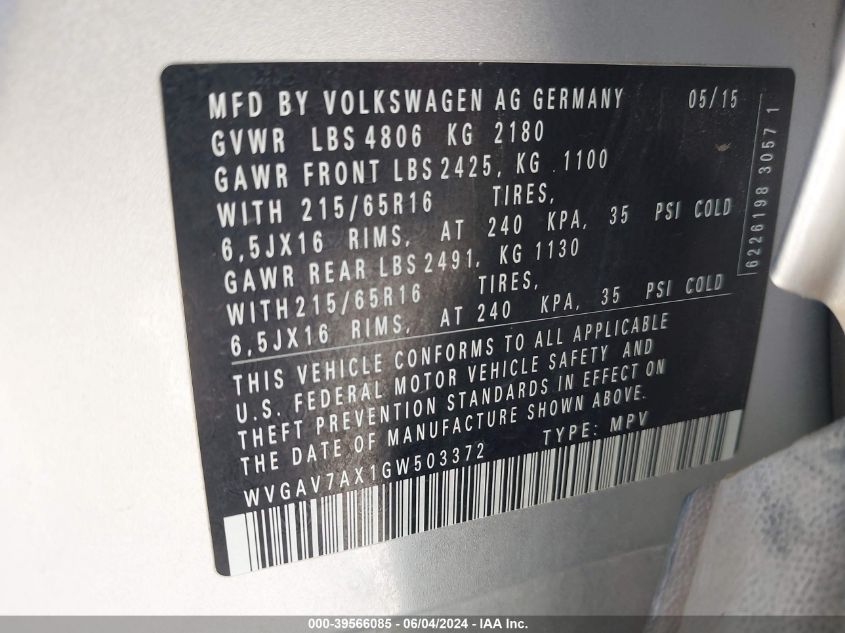 MFD BY VOLKSWAGEN AG GERMANY 05/15
GVWR LBS 4806 KG 2180
GAWR FRONT LBS 2425, KG . 1100
WITH 215/65R16 TIRES,
6,5JX16 RIMS, AT 240 KPA, 35 PSI COLD
GAWR REAR LBS 2491, KG 1130
WITH 215/65R16 TIRES,
6,5JX16 RIMS, AT 240 KPA, 35 PSI COLD
THIS VEHICLE CONFORMS TO ALL APPLICABLE
U.S. FEDERAL MOTOR VEHICLE SAFETY AND
THEFT PREVENTION STANDARDS IN EFFECT ON
THE DATE OF MANUFACTURE SHOWN ABOVE.
WVGAV7AX1GW503372 TYPE: MPV
6226198 3057 1
000-39566085 - 06/04/2024 - IAA Inc.